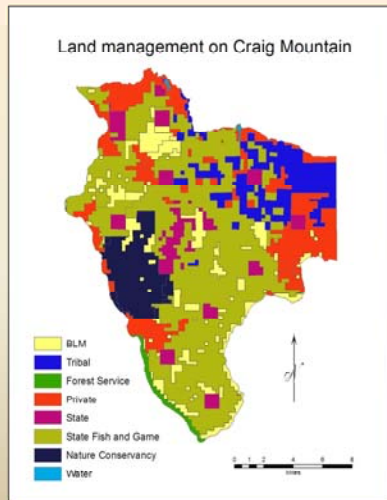 Land management on Craig Mountain
BLM
Tribal
Forest Service
Private
State
State Fish and Game
Nature Conservancy
Water
0 1 2 4 6 8